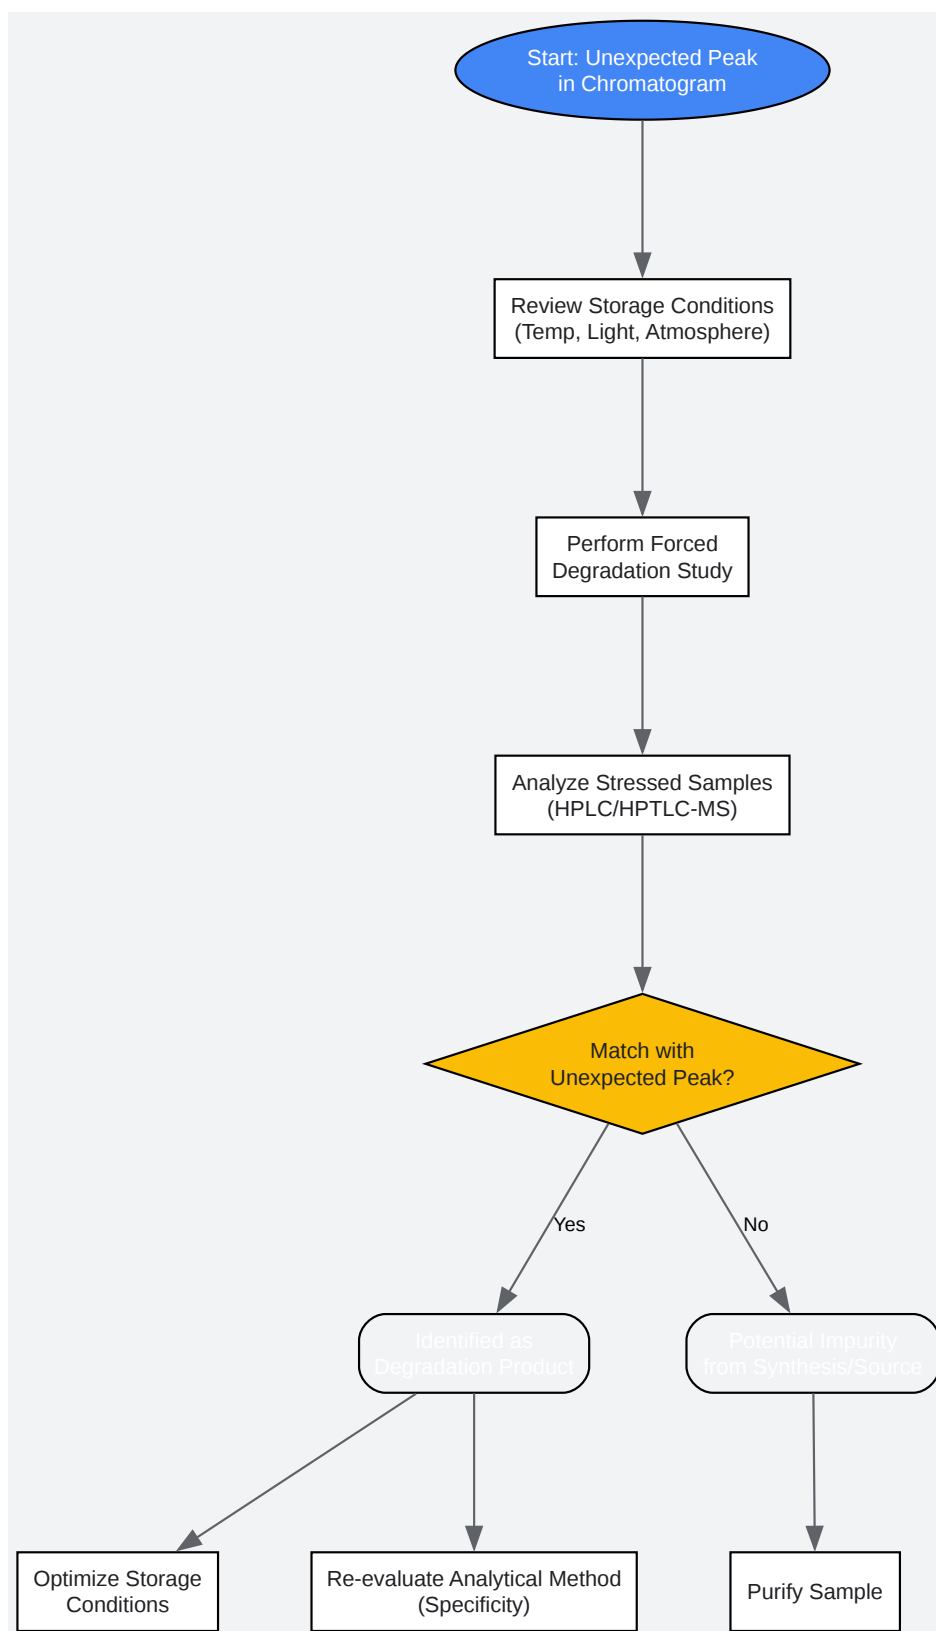 Start: Unexpected Peak
in Chromatogram
Review Storage Conditions
(Temp, Light, Atmosphere)
Perform Forced
Degradation Study
Analyze Stressed Samples
(HPLC/HPTLC-MS)
Match with
Unexpected Peak?
Yes
No
Identified as
Degradation Product
Potential Impurity
from Synthesis/Source
Optimize Storage
Conditions
Re-evaluate Analytical Method
(Specificity)
Purify Sample